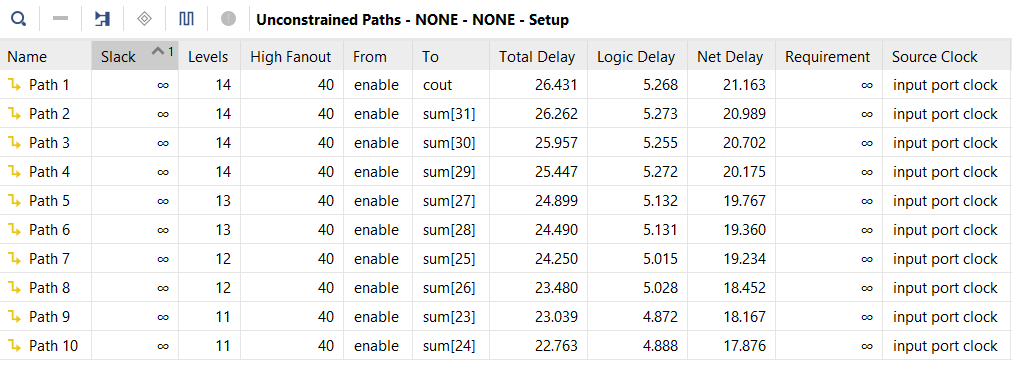 Unconstrained Paths - NONE - NONE - Setup
Name Slack 1 Levels High Fanout From To Total Delay Logic Delay Net Delay Requirement Source Clock
Path 1 ∞ 14 40 enable cout 26.431 5.268 21.163 ∞ input port clock
Path 2 ∞ 14 40 enable sum[31] 26.262 5.273 20.989 ∞ input port clock
Path 3 ∞ 14 40 enable sum[30] 25.957 5.255 20.702 ∞ input port clock
Path 4 ∞ 14 40 enable sum[29] 25.447 5.272 20.175 ∞ input port clock
Path 5 ∞ 13 40 enable sum[27] 24.899 5.132 19.767 ∞ input port clock
Path 6 ∞ 13 40 enable sum[28] 24.490 5.131 19.360 ∞ input port clock
Path 7 ∞ 12 40 enable sum[25] 24.250 5.015 19.234 ∞ input port clock
Path 8 ∞ 12 40 enable sum[26] 23.480 5.028 18.452 ∞ input port clock
Path 9 ∞ 11 40 enable sum[23] 23.039 4.872 18.167 ∞ input port clock
Path 10 ∞ 11 40 enable sum[24] 22.763 4.888 17.876 ∞ input port clock